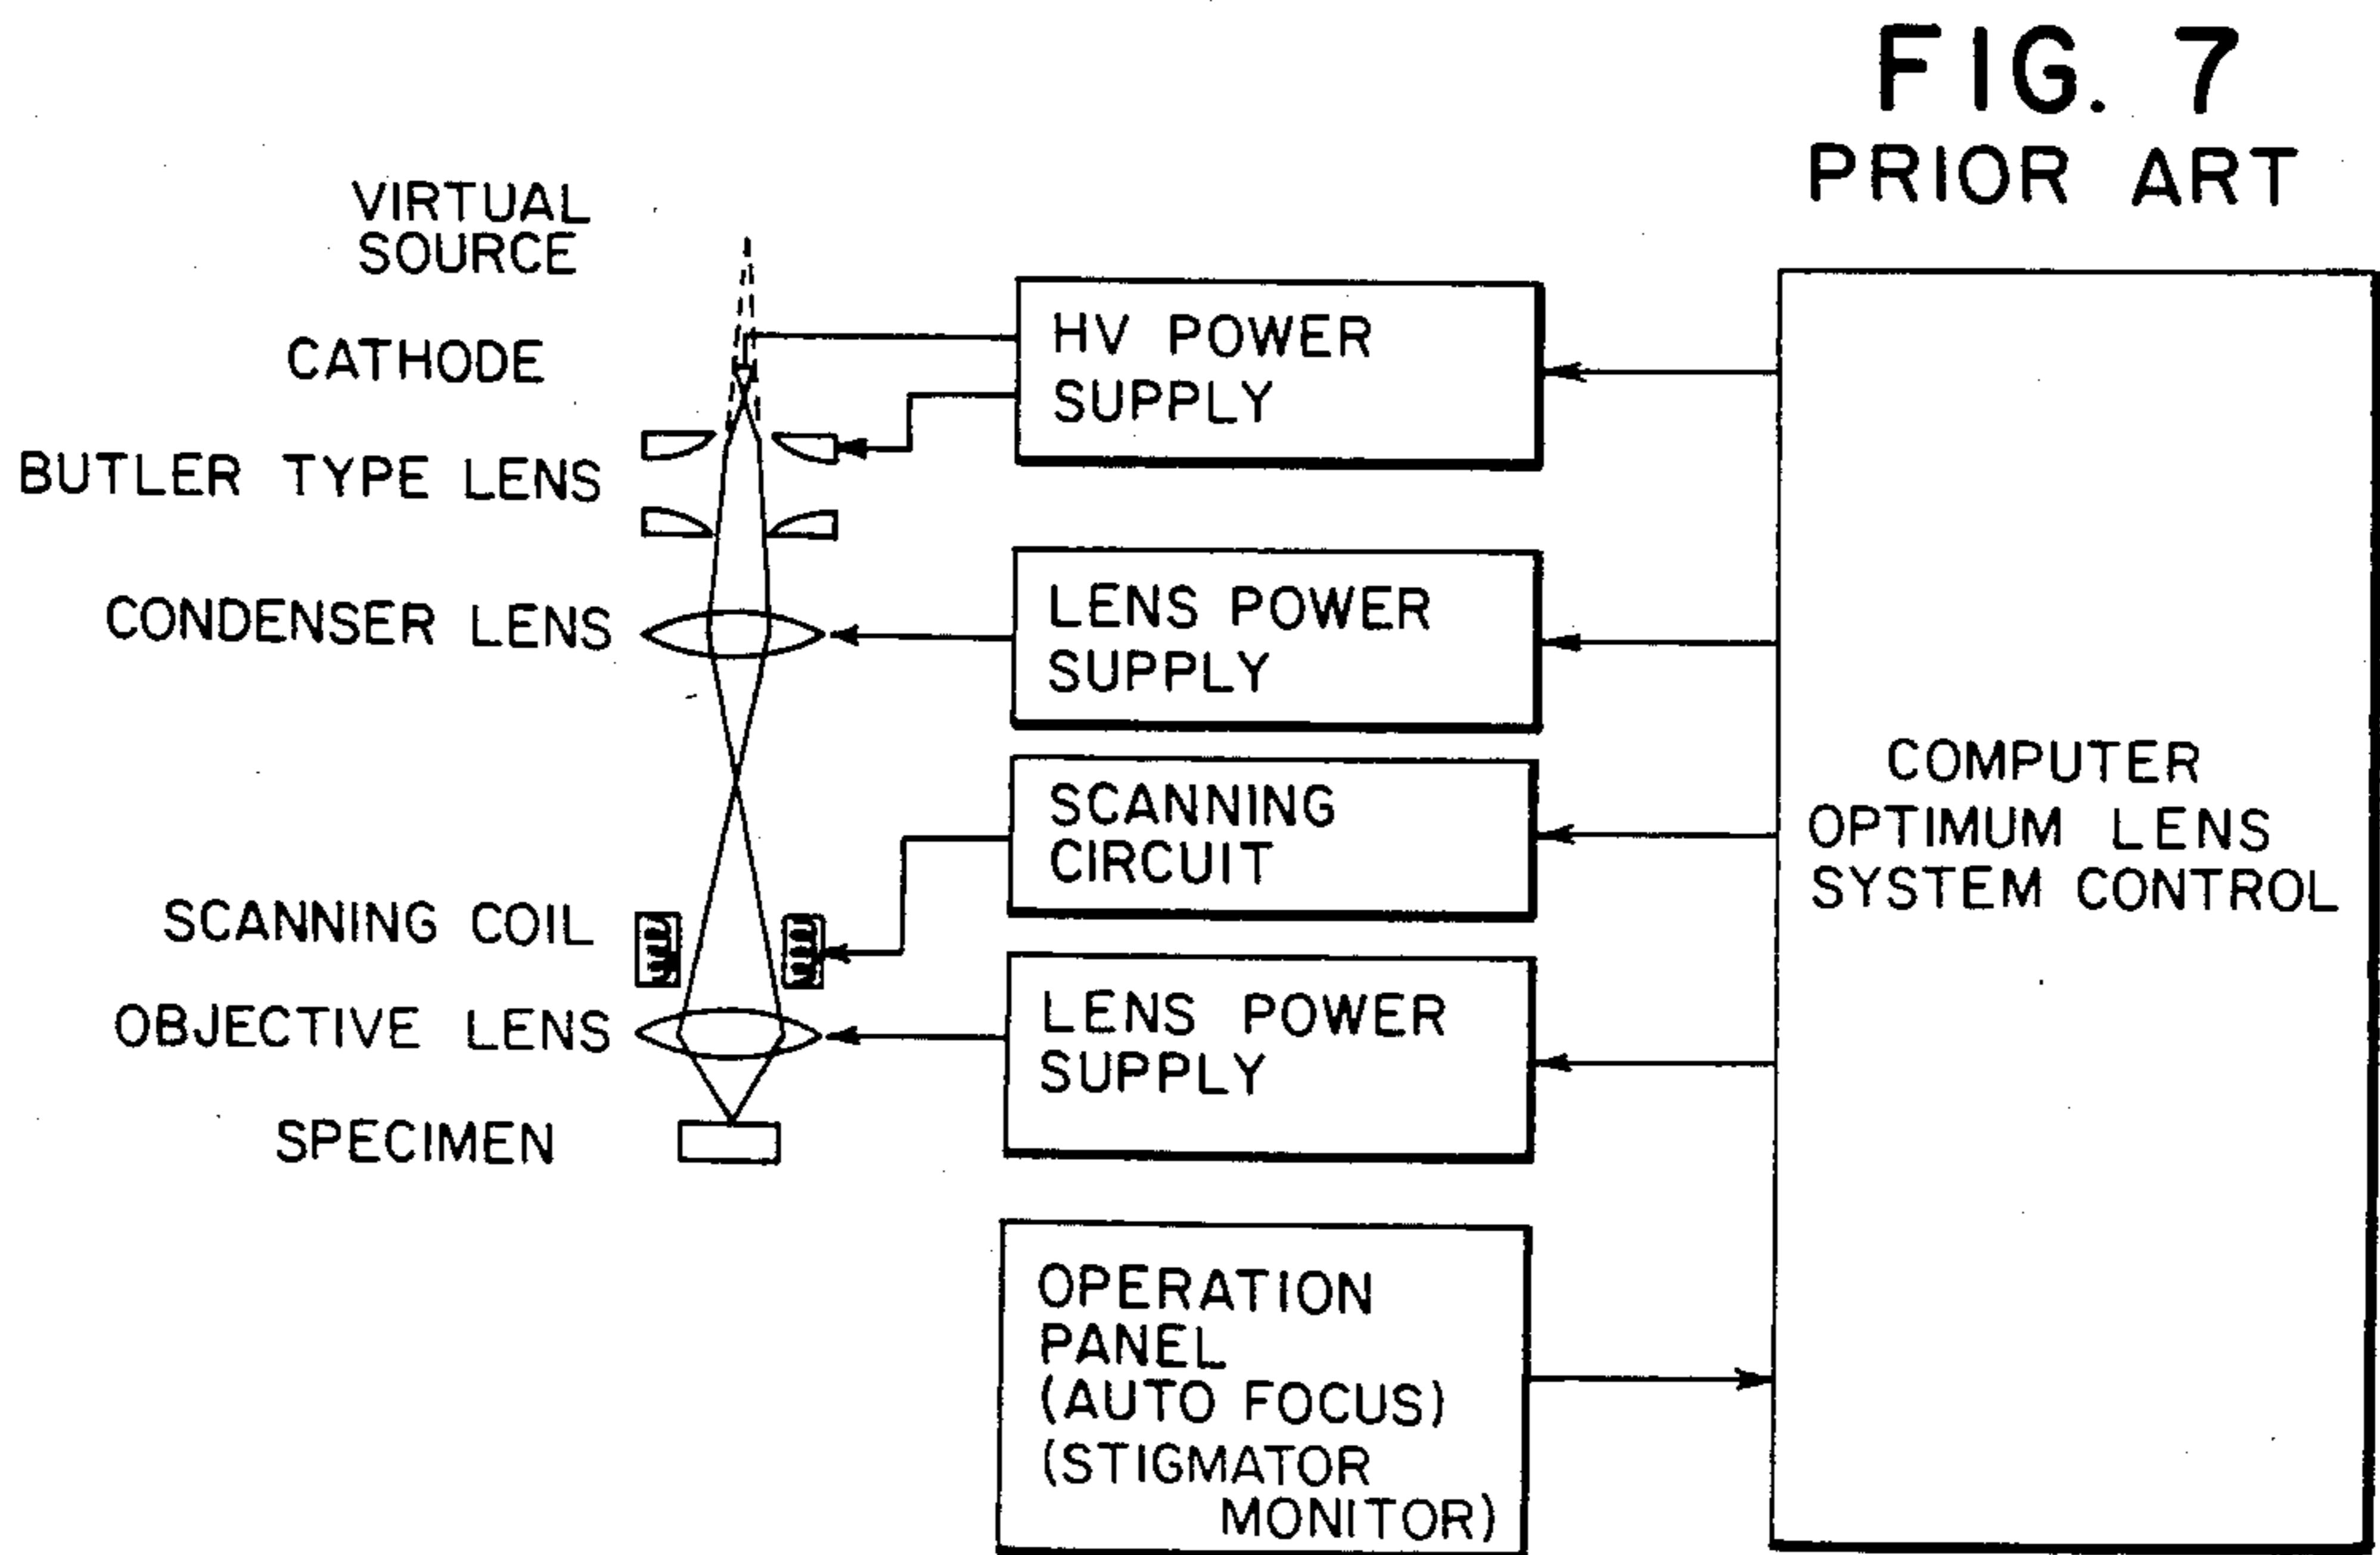 FIG. 7
PRIOR ART
VIRTUAL
SOURCE
CATHODE
BUTLER TYPE LENS
CONDENSER LENS
SCANNING COIL
OBJECTIVE LENS
SPECIMEN
HV POWER
SUPPLY
LENS POWER
SUPPLY
SCANNING
CIRCUIT
LENS POWER
SUPPLY
OPERATION
PANEL
(AUTO FOCUS)
(STIGMATOR
MONITOR)
COMPUTER
OPTIMUM LENS
SYSTEM CONTROL